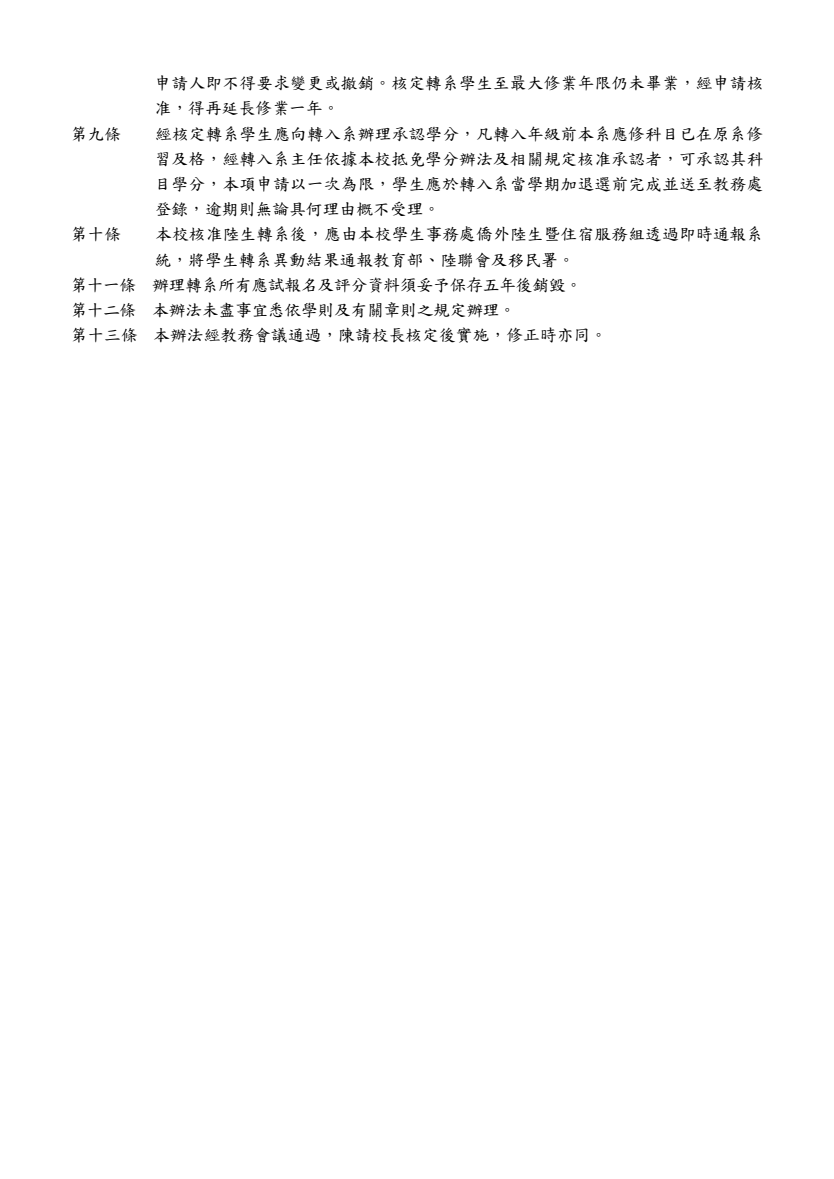 申請人即不得要求變更或撤銷。核定轉系學生至最大修業年限仍未畢業，經申請核
准，得再延長修業一年。
第九條 經核定轉系學生應向轉入系辦理承認學分，凡轉入年級前本系應修科目已在原系修
習及格，經轉入系主任依據本校抵免學分辦法及相關規定核准承認者，可承認其科
目學分，本項申請以一次為限，學生應於轉入系當學期加退選前完成並送至教務處
登錄，逾期則無論具何理由概不受理。
第十條 本校核准陸生轉系後，應由本校學生事務處僑外陸生暨住宿服務組透過即時通報系
統，將學生轉系異動結果通報教育部、陸聯會及移民署。
第十一條 辦理轉系所有應試報名及評分資料須妥予保存五年後銷毀。
第十二條 本辦法未盡事宜悉依學則及有關章則之規定辦理。
第十三條 本辦法經教務會議通過，陳請校長核定後實施，修正時亦同。